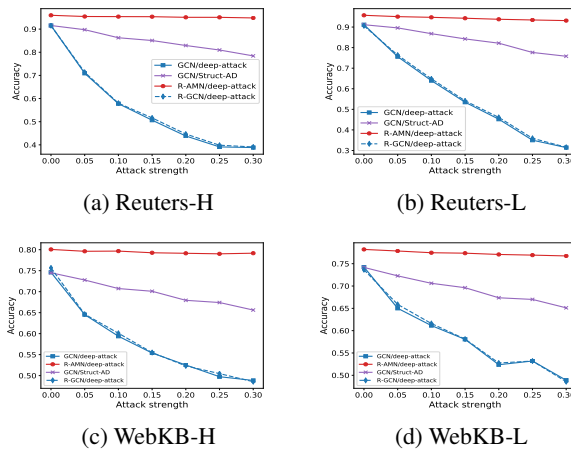 0.9
0.8
0.7
0.6
0.5
0.4
Accuracy
GCN/deep-attack
GCN/Struct-AD
R-AMN/deep-attack
R-GCN/deep-attack
0.00 0.05 0.10 0.15 0.20 0.25 0.30
Attack strength
(a) Reuters-H
0.9
0.8
0.7
0.6
0.5
0.4
0.3
Accuracy
GCN/deep-attack
GCN/Struct-AD
R-AMN/deep-attack
R-GCN/deep-attack
0.00 0.05 0.10 0.15 0.20 0.25 0.30
Attack strength
(b) Reuters-L
0.80
0.75
0.70
0.65
0.60
0.55
0.50
Accuracy
GCN/deep-attack
R-AMN/deep-attack
GCN/Struct-AD
R-GCN/deep-attack
0.00 0.05 0.10 0.15 0.20 0.25 0.30
Attack strength
(c) WebKB-H
0.75
0.70
0.65
0.60
0.55
0.50
Accuracy
GCN/deep-attack
R-AMN/deep-attack
GCN/Struct-AD
R-GCN/deep-attack
0.00 0.05 0.10 0.15 0.20 0.25 0.30
Attack strength
(d) WebKB-L